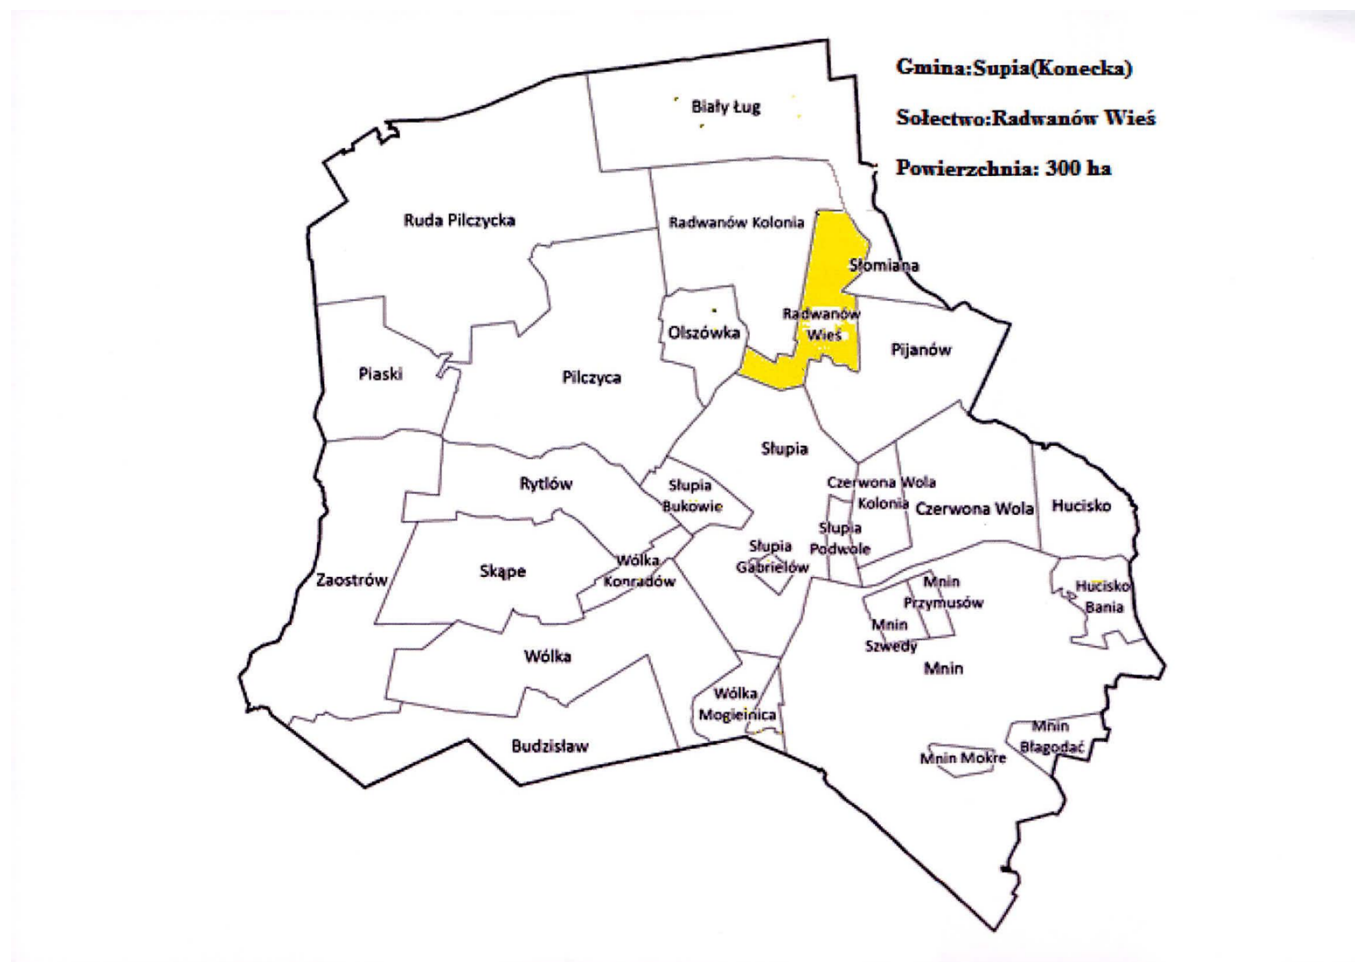 Gmina:Supia(Konecka)
Sołectwo:Radwanów Wieś
Powierzchnia: 300 ha
Biały Ług
Ruda Pilczycka
Radwanów Kolonia
Słomiana
Radwanów
Wieś
Olszówka
Pijanów
Piaski
Pilczyca
Słupia
Rytlów
Słupia
Bukowie
Czerwona Wola
Kolonia
Czerwona Wola
Hucisko
Słupia
Podwole
Słupia
Gabrielów
Zaostrów
Skąpe
Wólka
Konradów
Mnin
Przymusów
Hucisko
Bania
Mnin
Szwedy
Mnin
Wólka
Wólka
Mogielnica
Budzisław
Mnin
Błagodać
Mnin Mokre